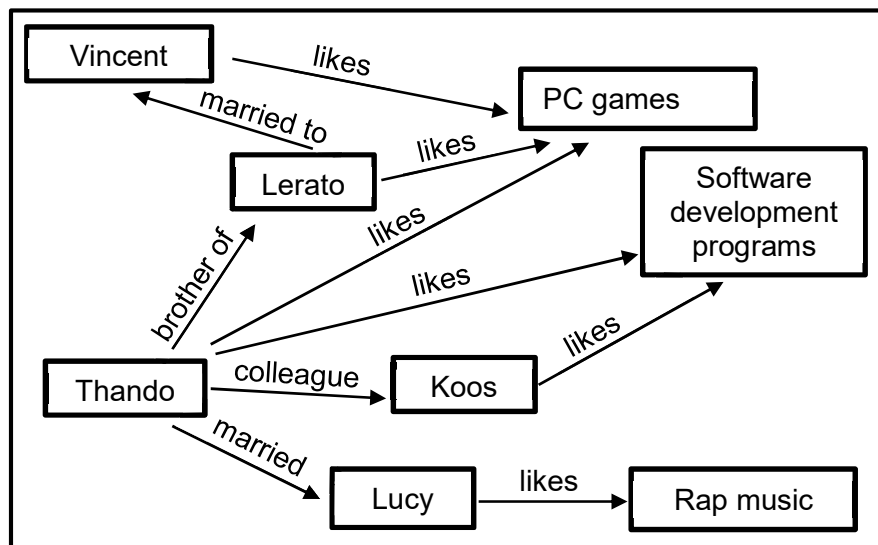 Vincent
likes
PC games
married to
likes
Lerato
Software
development
programs
likes
brother of
likes
likes
Thando
colleague
Koos
married
Lucy
likes
Rap music